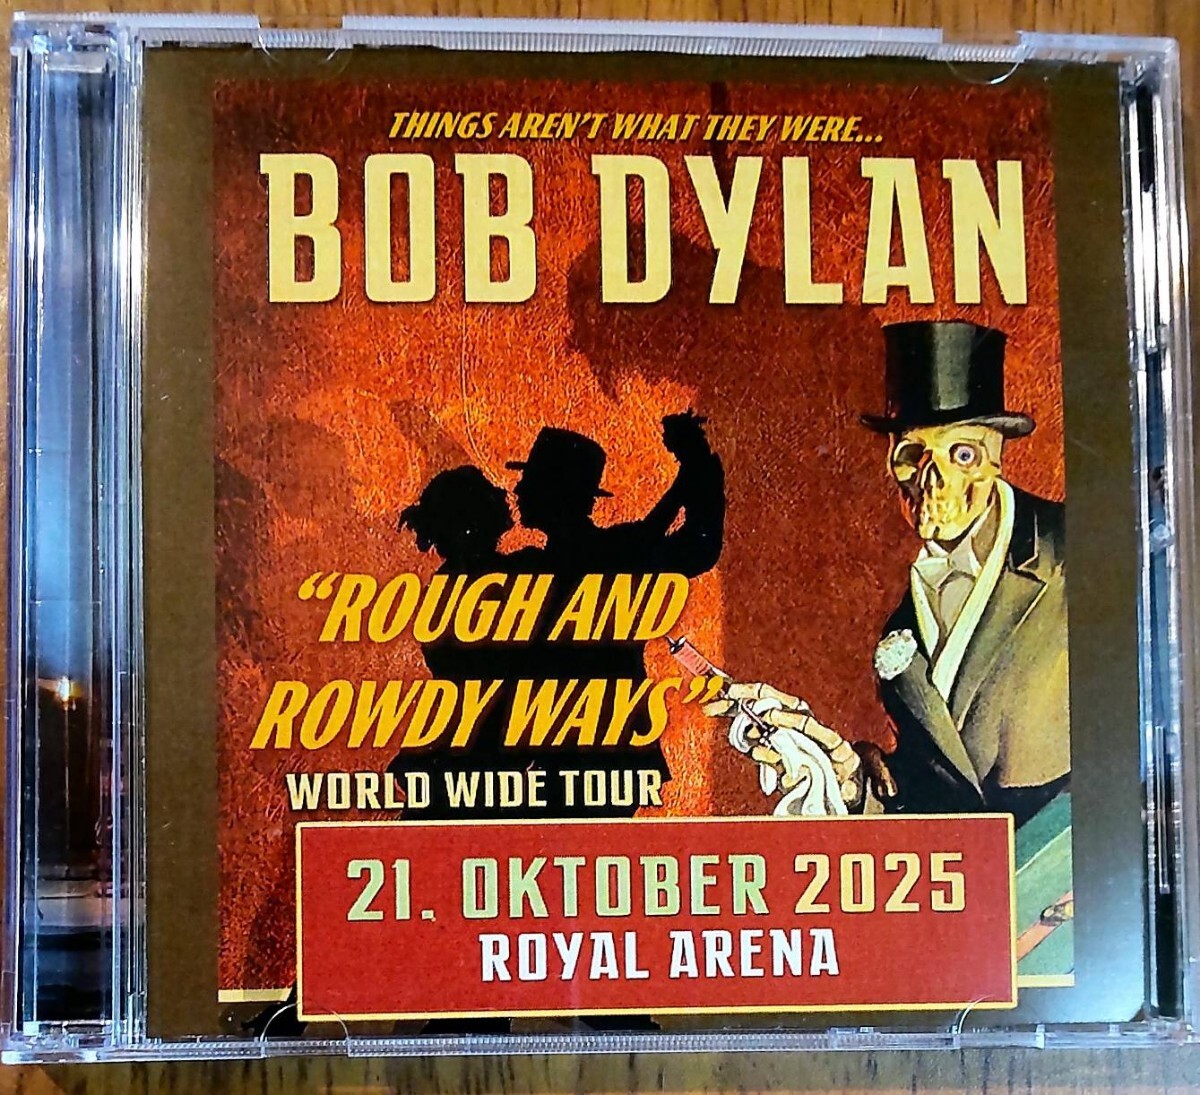 THINGS AREN'T WHAT THEY WERE...
BOB DYLAN
"ROUGH AND
ROWDY WAYS"
WORLD WIDE TOUR
21. OKTOBER 2025
ROYAL ARENA